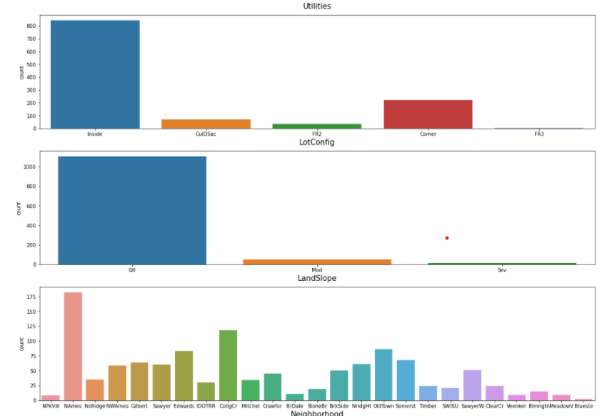 Utilities
800
700
600
500
400
300
200
100
0
count
Inside CulDSac FR2 Corner FR3
LotConfig
1000
800
600
400
200
0
count
Gtl Mod Sev
LandSlope
175
150
125
100
75
50
25
0
count
NPkVill NAmes NoRidge NWAmes Gilbert Sawyer Edwards IDOTRR CollgCr Mitchel Crawfor BrDale StoneBr BrkSide NridgHt OldTown Somerst Timber SWISU SawyerW ClearCr Veenker Blmngtn MeadowV Blueste
Neighborhood